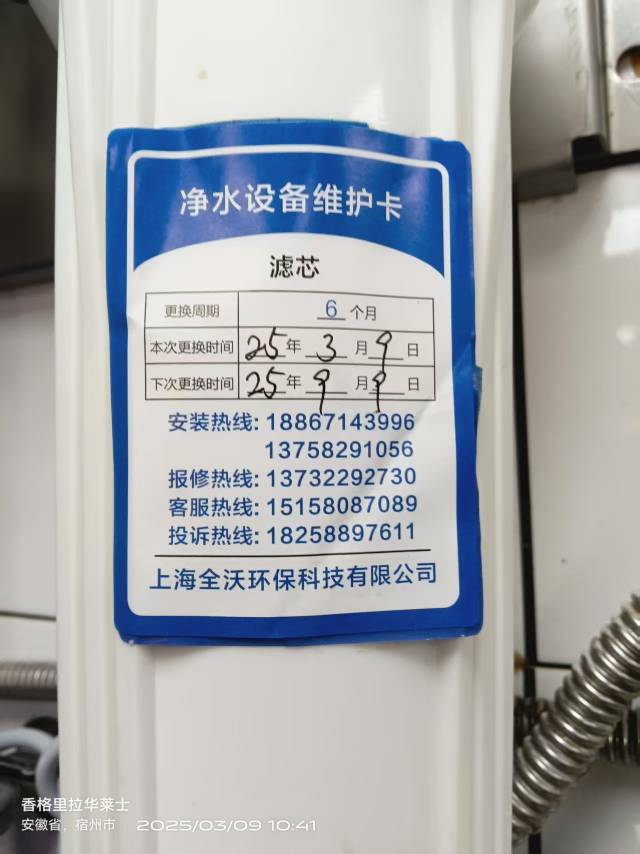 净水设备维护卡
滤芯
更换周期 6 个月
本次更换时间 25年 3 月 9 日
下次更换时间 25年 9 月 9 日
安装热线: 18867143996
13758291056
报修热线: 13732292730
客服热线: 15158087089
投诉热线: 18258897611
上海全沃环保科技有限公司
香格里拉华莱士
安徽省，宿州市 2025/03/09 10:41